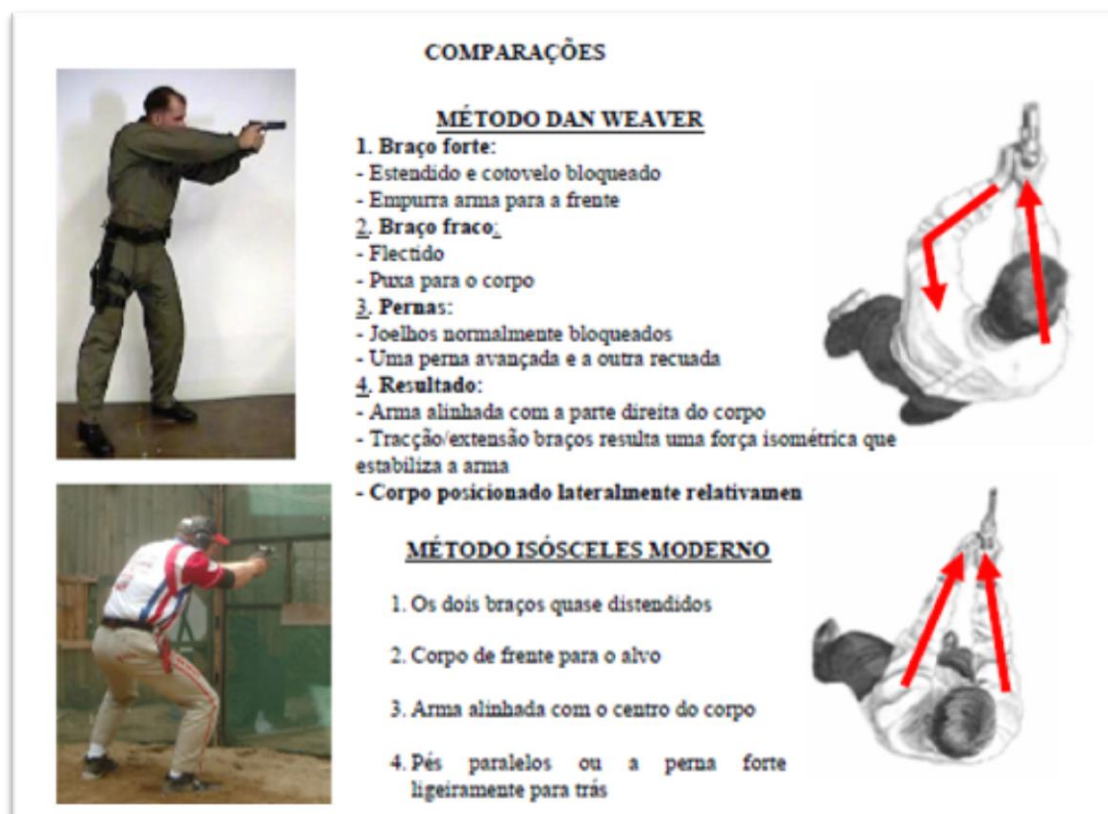 COMPARAÇÕES
MÉTODO DAN WEAVER
1. Braço forte:
- Estendido e cotovelo bloqueado
- Empurra arma para a frente
2. Braço fraco:
- Flectido
- Puxa para o corpo
3. Pernas:
- Joelhos normalmente bloqueados
- Uma perna avançada e a outra recuada
4. Resultado:
- Arma alinhada com a parte direita do corpo
- Tracção/extensão braços resulta uma força isométrica que
estabiliza a arma
- Corpo posicionado lateralmente relativamen
MÉTODO ISÓSCELES MODERNO
1. Os dois braços quase distendidos
2. Corpo de frente para o alvo
3. Arma alinhada com o centro do corpo
4. Pés paralelos ou a perna forte
ligeiramente para trás